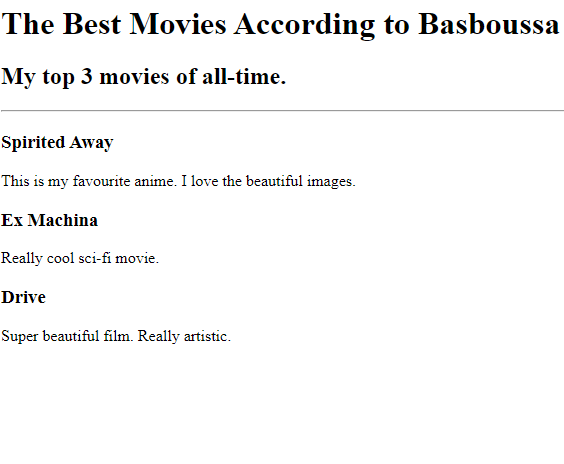 The Best Movies According to Basboussa
My top 3 movies of all-time.
Spirited Away
This is my favourite anime. I love the beautiful images.
Ex Machina
Really cool sci-fi movie.
Drive
Super beautiful film. Really artistic.